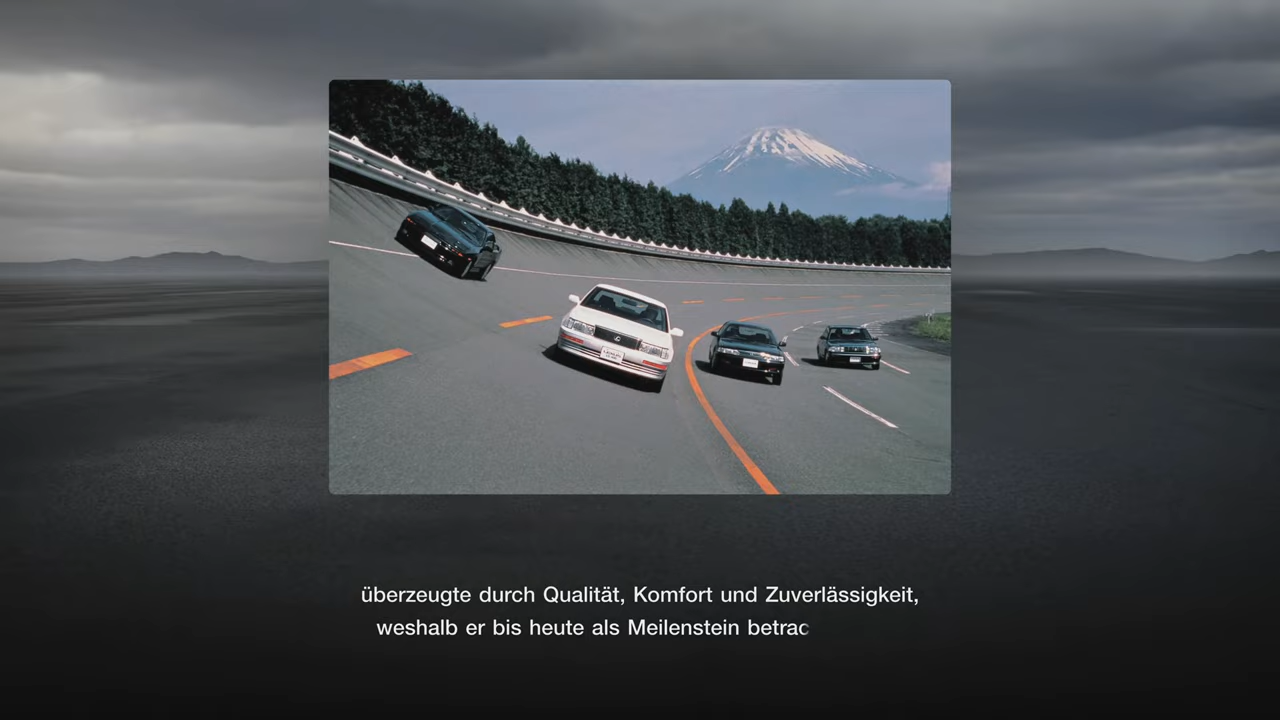 überzeugte durch Qualität, Komfort und Zuverlässigkeit,
weshalb er bis heute als Meilenstein betrac